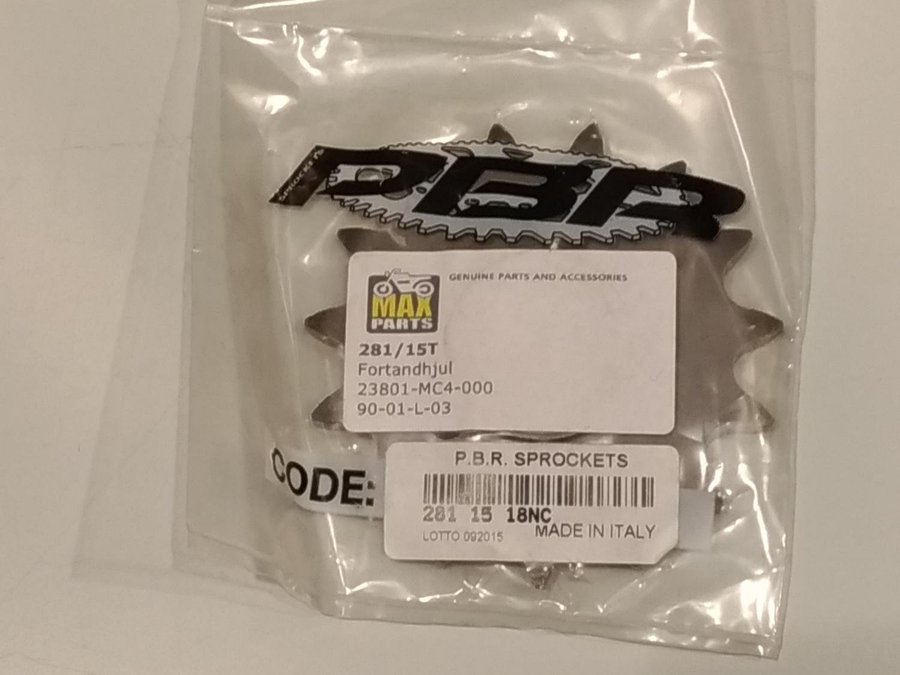 SPROCKETS
PBR
GENUINE PARTS AND ACCESSORIES
MAX
PARTS
281/15T
Fortandhjul
23801-MC4-000
90-01-L-03
CODE:
P.B.R. SPROCKETS
281 15 18NC
LOTTO 092015
MADE IN ITALY